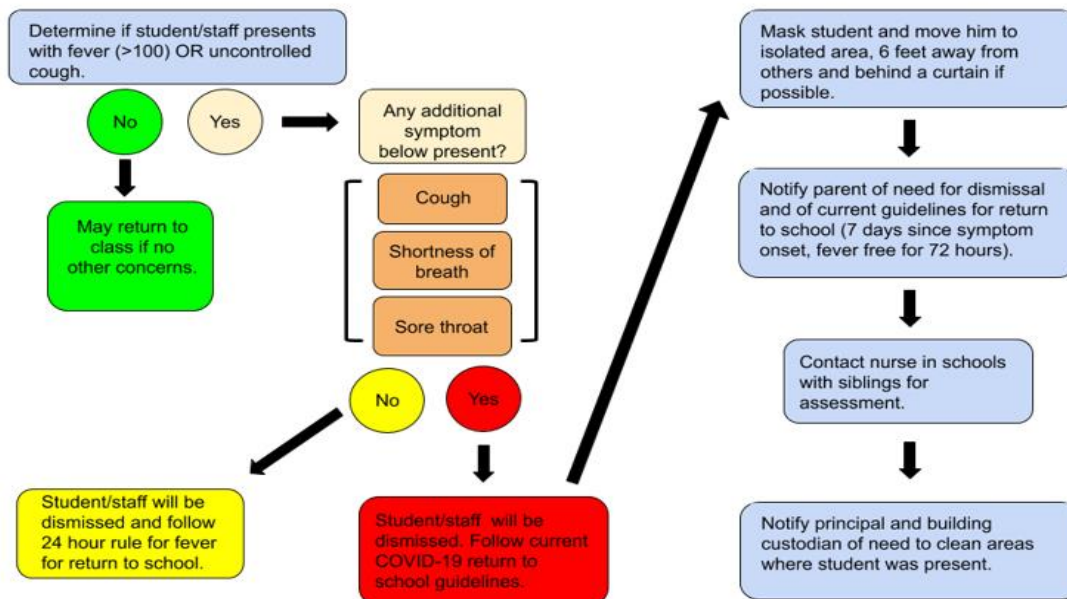 Determine if student/staff presents
with fever (>100) OR uncontrolled
cough.
No
Yes
May return to
class if no
other concerns.
Any additional
symptom
below present?
Cough
Shortness of
breath
Sore throat
No
Yes
Student/staff will be
dismissed and follow
24 hour rule for fever
for return to school.
Student/staff will be
dismissed. Follow current
COVID-19 return to
school guidelines.
Mask student and move him to
isolated area, 6 feet away from
others and behind a curtain if
possible.
Notify parent of need for dismissal
and of current guidelines for return
to school (7 days since symptom
onset, fever free for 72 hours).
Contact nurse in schools
with siblings for
assessment.
Notify principal and building
custodian of need to clean areas
where student was present.